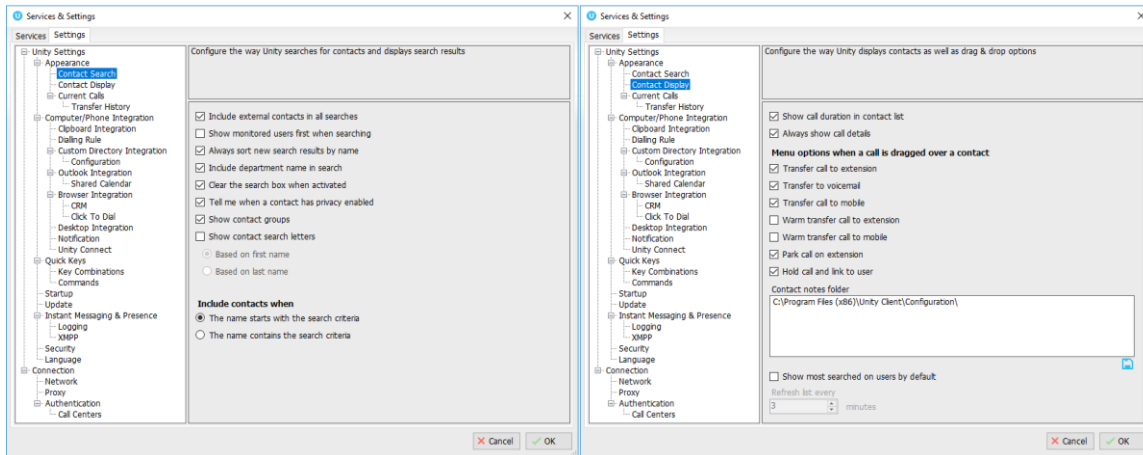 Services & Settings
Services Settings
Unity Settings
Appearance
Contact Search
Contact Display
Current Calls
Transfer History
Computer/Phone Integration
Clipboard Integration
Dialing Rule
Custom Directory Integration
Configuration
Outlook Integration
Shared Calendar
Browser Integration
CRM
Click To Dial
Desktop Integration
Notification
Unity Connect
Quick Keys
Key Combinations
Commands
Startup
Update
Instant Messaging & Presence
Logging
XMPP
Security
Language
Connection
Network
Proxy
Authentication
Call Centers
Configure the way Unity searches for contacts and displays search results
Include external contacts in all searches
Show monitored users first when searching
Always sort new search results by name
Include department name in search
Clear the search box when activated
Tell me when a contact has privacy enabled
Show contact groups
Show contact search letters
Based on first name
Based on last name
Include contacts when
The name starts with the search criteria
The name contains the search criteria
Cancel OK
Services & Settings
Services Settings
Unity Settings
Appearance
Contact Search
Contact Display
Current Calls
Transfer History
Computer/Phone Integration
Clipboard Integration
Dialing Rule
Custom Directory Integration
Configuration
Outlook Integration
Shared Calendar
Browser Integration
CRM
Click To Dial
Desktop Integration
Notification
Unity Connect
Quick Keys
Key Combinations
Commands
Startup
Update
Instant Messaging & Presence
Logging
XMPP
Security
Language
Connection
Network
Proxy
Authentication
Call Centers
Configure the way Unity displays contacts as well as drag & drop options
Show call duration in contact list
Always show call details
Menu options when a call is dragged over a contact
Transfer call to extension
Transfer to voicemail
Transfer call to mobile
Warm transfer call to extension
Warm transfer call to mobile
Park call on extension
Hold call and link to user
Contact notes folder
C:\Program Files (x86)\Unity Client\Configuration\
Show most searched on users by default
Refresh list every
3 minutes
Cancel OK